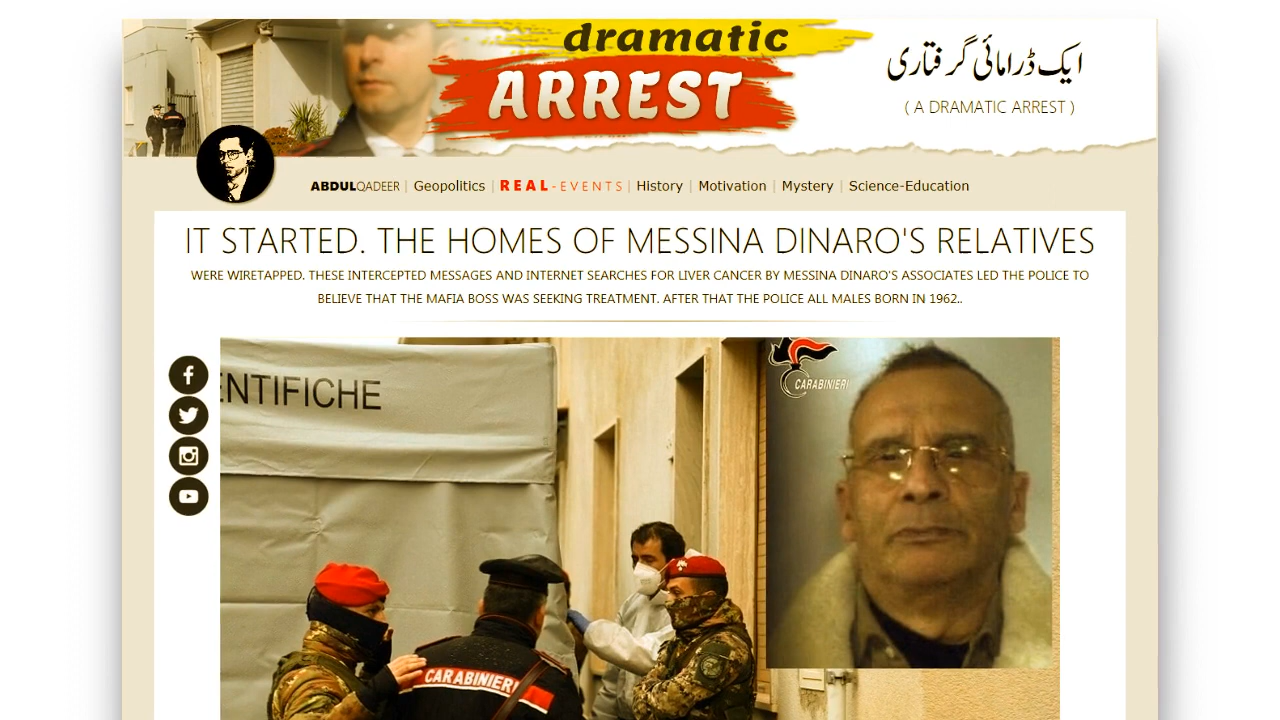 dramatic
ARREST
ایک ڈرامائی گرفتاری
( A DRAMATIC ARREST )
ABDULQADEER | Geopolitics | REAL-EVENTS | History | Motivation | Mystery | Science-Education
IT STARTED. THE HOMES OF MESSINA DINARO'S RELATIVES
WERE WIRETAPPED. THESE INTERCEPTED MESSAGES AND INTERNET SEARCHES FOR LIVER CANCER BY MESSINA DINARO'S ASSOCIATES LED THE POLICE TO
BELIEVE THAT THE MAFIA BOSS WAS SEEKING TREATMENT. AFTER THAT THE POLICE ALL MALES BORN IN 1962..
CARABINIERI
ENTIFICHE
CARABINIERI